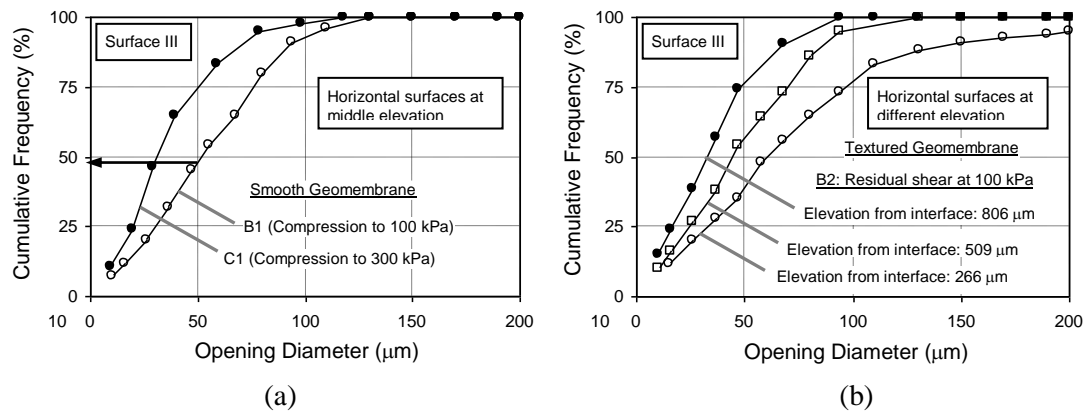 Surface III
Horizontal surfaces at
middle elevation
Smooth Geomembrane
B1 (Compression to 100 kPa)
C1 (Compression to 300 kPa)
Cumulative Frequency (%)
100
75
50
25
0
10 0 50 100 150 200
Opening Diameter (μm)
(a)
Surface III
Horizontal surfaces at
different elevation
Textured Geomembrane
B2: Residual shear at 100 kPa
Elevation from interface: 806 μm
Elevation from interface: 509 μm
Elevation from interface: 266 μm
Cumulative Frequency (%)
100
75
50
25
0
10 0 50 100 150 200
Opening Diameter (μm)
(b)